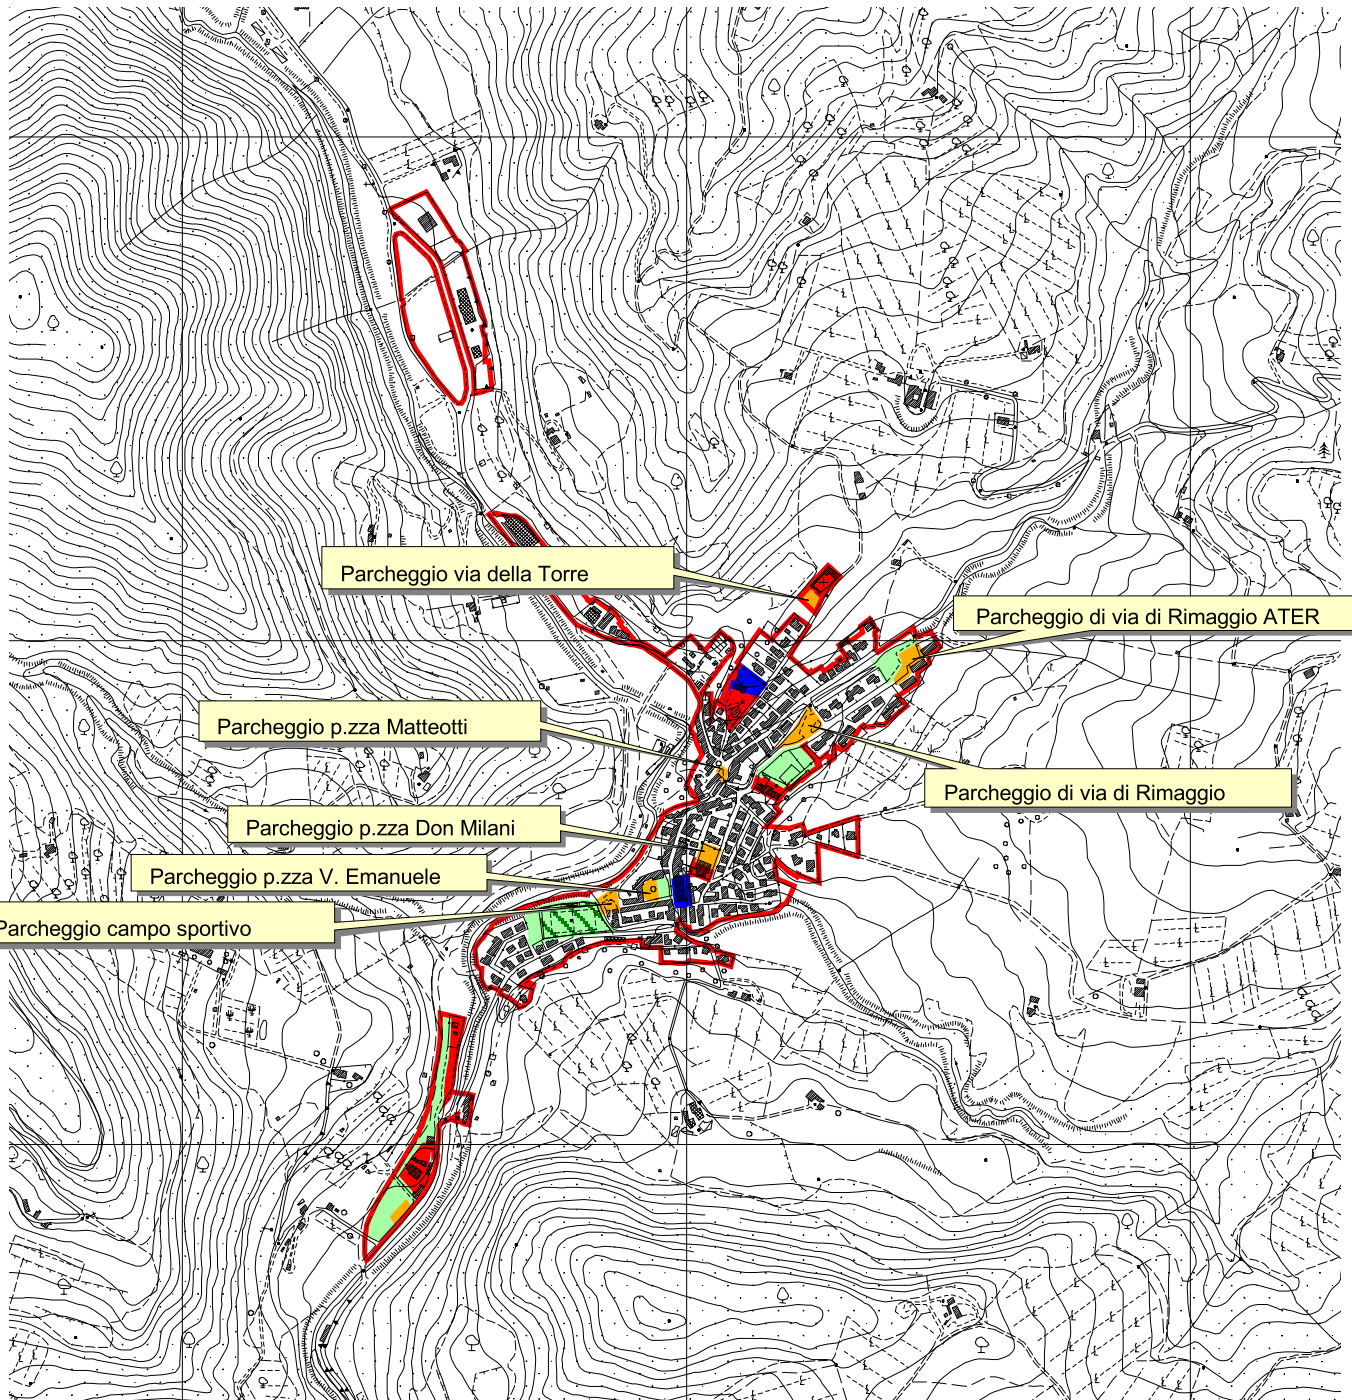 Parcheggio via della Torre
Parcheggio di via di Rimaggio ATER
Parcheggio p.zza Matteotti
Parcheggio di via di Rimaggio
Parcheggio p.zza Don Milani
Parcheggio p.zza V. Emanuele
Parcheggio campo sportivo